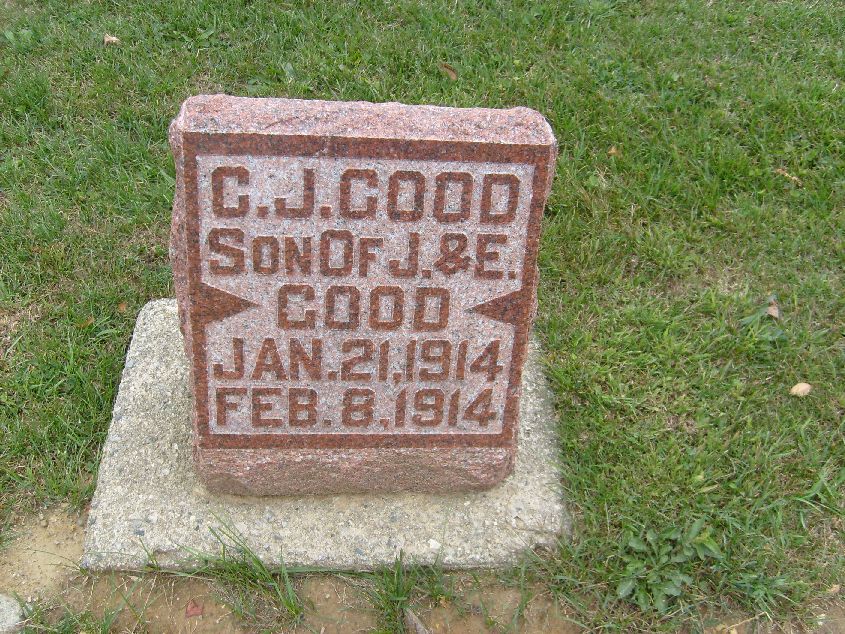 C.J.GOOD
SON OF J.&E.
GOOD
JAN.21,1914
FEB.8,1914